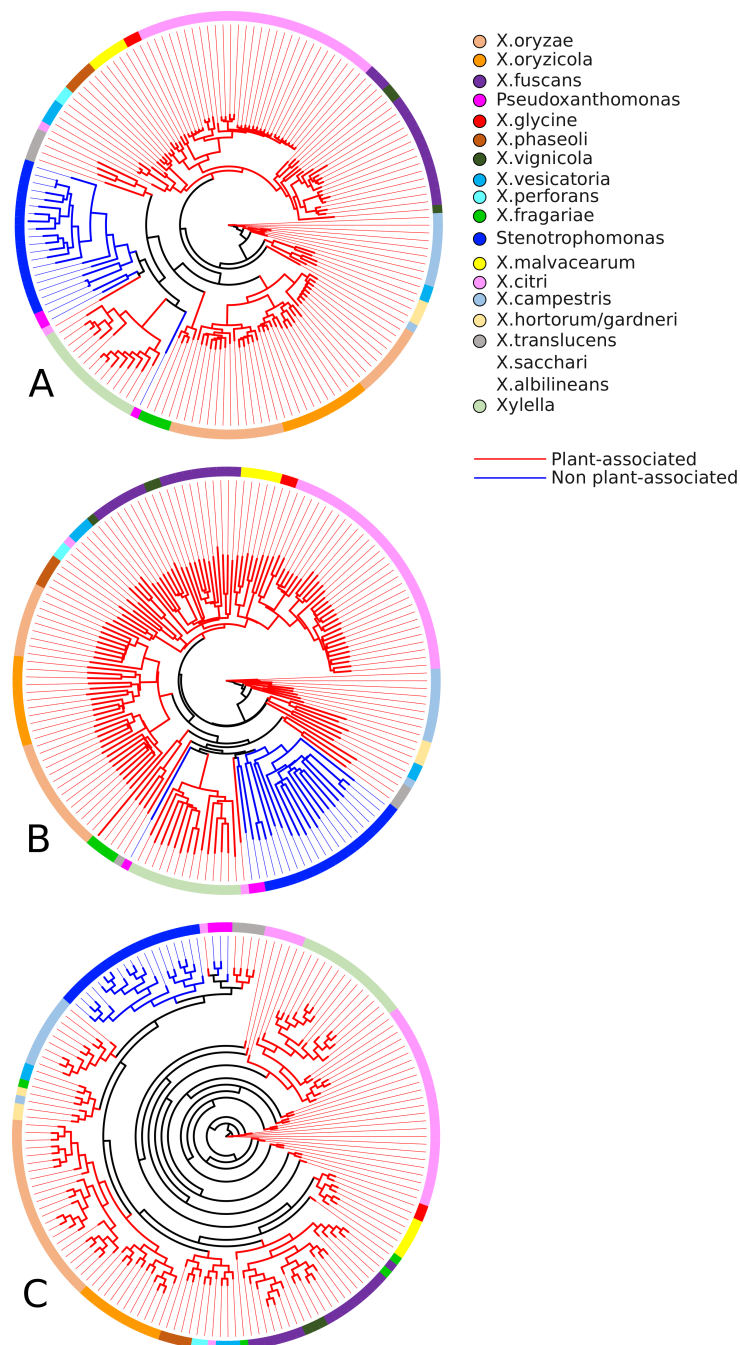 X.oryzae
X.oryzicola
X.fuscans
Pseudoxanthomonas
X.glycine
X.phaseoli
X.vignicola
X.vesicatoria
X.perforans
X.fragariae
Stenotrophomonas
X.malvacearum
X.citri
X.campestris
X.hortorum/gardneri
X.translucens
X.sacchari
X.albilineans
Xylella
Plant-associated
Non plant-associated
A
B
C